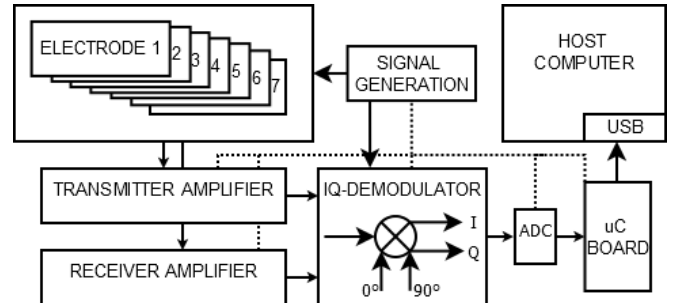 ELECTRODE 1
2
3
4
5
6
7
SIGNAL
GENERATION
HOST
COMPUTER
USB
TRANSMITTER AMPLIFIER
IQ-DEMODULATOR
I
Q
0°
90°
ADC
uC
BOARD
RECEIVER AMPLIFIER